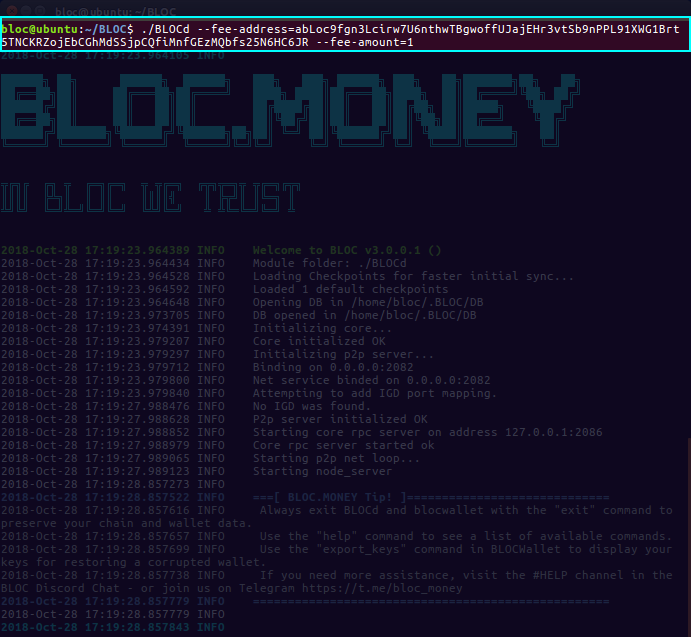 bloc@ubuntu: ~/BLOC
bloc@ubuntu:~/BLOC$ ./BLOCd --fee-address=abLoc9fgn3Lcirw7U6nthwTBgwoffUJajEHr3vtSb9nPPL91XWG1Brt
5TNCKRZojEbCGhMdSSjpCQfiMnfGEzMQbfs25N6HC6JR --fee-amount=1
2018-Oct-28 17:19:23.964105 INFO
BLOC.MONEY
IN BLOC WE TRUST
2018-Oct-28 17:19:23.964389 INFO    Welcome to BLOC v3.0.0.1 ()
2018-Oct-28 17:19:23.964434 INFO    Module folder: ./BLOCd
2018-Oct-28 17:19:23.964528 INFO    Loading Checkpoints for faster initial sync...
2018-Oct-28 17:19:23.964592 INFO    Loaded 1 default checkpoints
2018-Oct-28 17:19:23.964648 INFO    Opening DB in /home/bloc/.BLOC/DB
2018-Oct-28 17:19:23.973705 INFO    DB opened in /home/bloc/.BLOC/DB
2018-Oct-28 17:19:23.974391 INFO    Initializing core...
2018-Oct-28 17:19:23.979207 INFO    Core initialized OK
2018-Oct-28 17:19:23.979297 INFO    Initializing p2p server...
2018-Oct-28 17:19:23.979712 INFO    Binding on 0.0.0.0:2082
2018-Oct-28 17:19:23.979800 INFO    Net service binded on 0.0.0.0:2082
2018-Oct-28 17:19:23.979840 INFO    Attempting to add IGD port mapping.
2018-Oct-28 17:19:27.988476 INFO    No IGD was found.
2018-Oct-28 17:19:27.988628 INFO    P2p server initialized OK
2018-Oct-28 17:19:27.988852 INFO    Starting core rpc server on address 127.0.0.1:2086
2018-Oct-28 17:19:27.988979 INFO    Core rpc server started ok
2018-Oct-28 17:19:27.989065 INFO    Starting p2p net loop...
2018-Oct-28 17:19:27.989123 INFO    Starting node_server
2018-Oct-28 17:19:28.857273 INFO
2018-Oct-28 17:19:28.857522 INFO    ===[ BLOC.MONEY Tip! ]=============================
2018-Oct-28 17:19:28.857616 INFO     Always exit BLOCd and blocwallet with the "exit" command to
preserve your chain and wallet data.
2018-Oct-28 17:19:28.857657 INFO     Use the "help" command to see a list of available commands.
2018-Oct-28 17:19:28.857699 INFO     Use the "export_keys" command in BLOCWallet to display your
keys for restoring a corrupted wallet.
2018-Oct-28 17:19:28.857738 INFO     If you need more assistance, visit the #HELP channel in the
BLOC Discord Chat - or join us on Telegram https://t.me/bloc_money
2018-Oct-28 17:19:28.857779 INFO    ===================================================
2018-Oct-28 17:19:28.857779 INFO
2018-Oct-28 17:19:28.857843 INFO